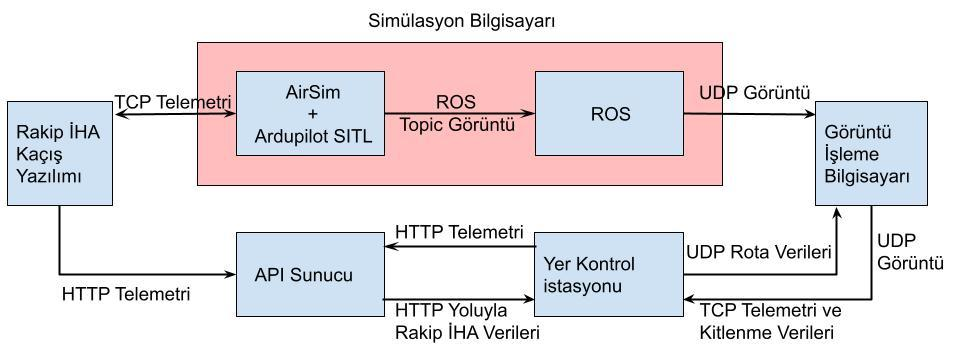 Simülasyon Bilgisayarı
TCP Telemetri
AirSim
+
Ardupilot SITL
ROS
Topic Görüntü
ROS
UDP Görüntü
Rakip İHA
Kaçış
Yazılımı
Görüntü
İşleme
Bilgisayarı
HTTP Telemetri
API Sunucu
HTTP Telemetri
HTTP Yoluyla
Rakip İHA Verileri
Yer Kontrol
istasyonu
UDP Rota Verileri
UDP
Görüntü
TCP Telemetri ve
Kitlenme Verileri